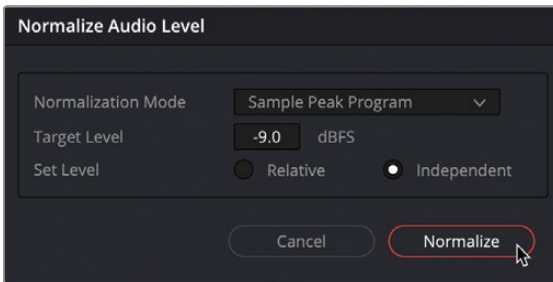 Normalize Audio Level
Normalization Mode Sample Peak Program
Target Level -9.0 dBFS
Set Level Relative Independent
Cancel Normalize